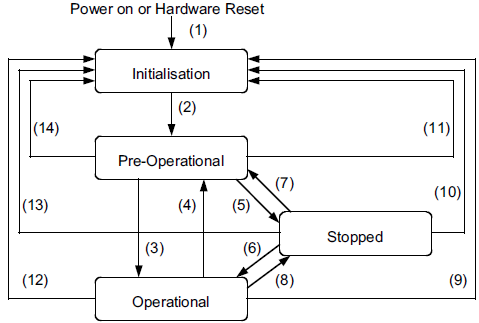 Power on or Hardware Reset
(1)
Initialisation
(2)
(14)
(11)
Pre-Operational
(7)
(13)
(4)
(5)
(10)
(3)
(6)
Stopped
(12)
(8)
(9)
Operational